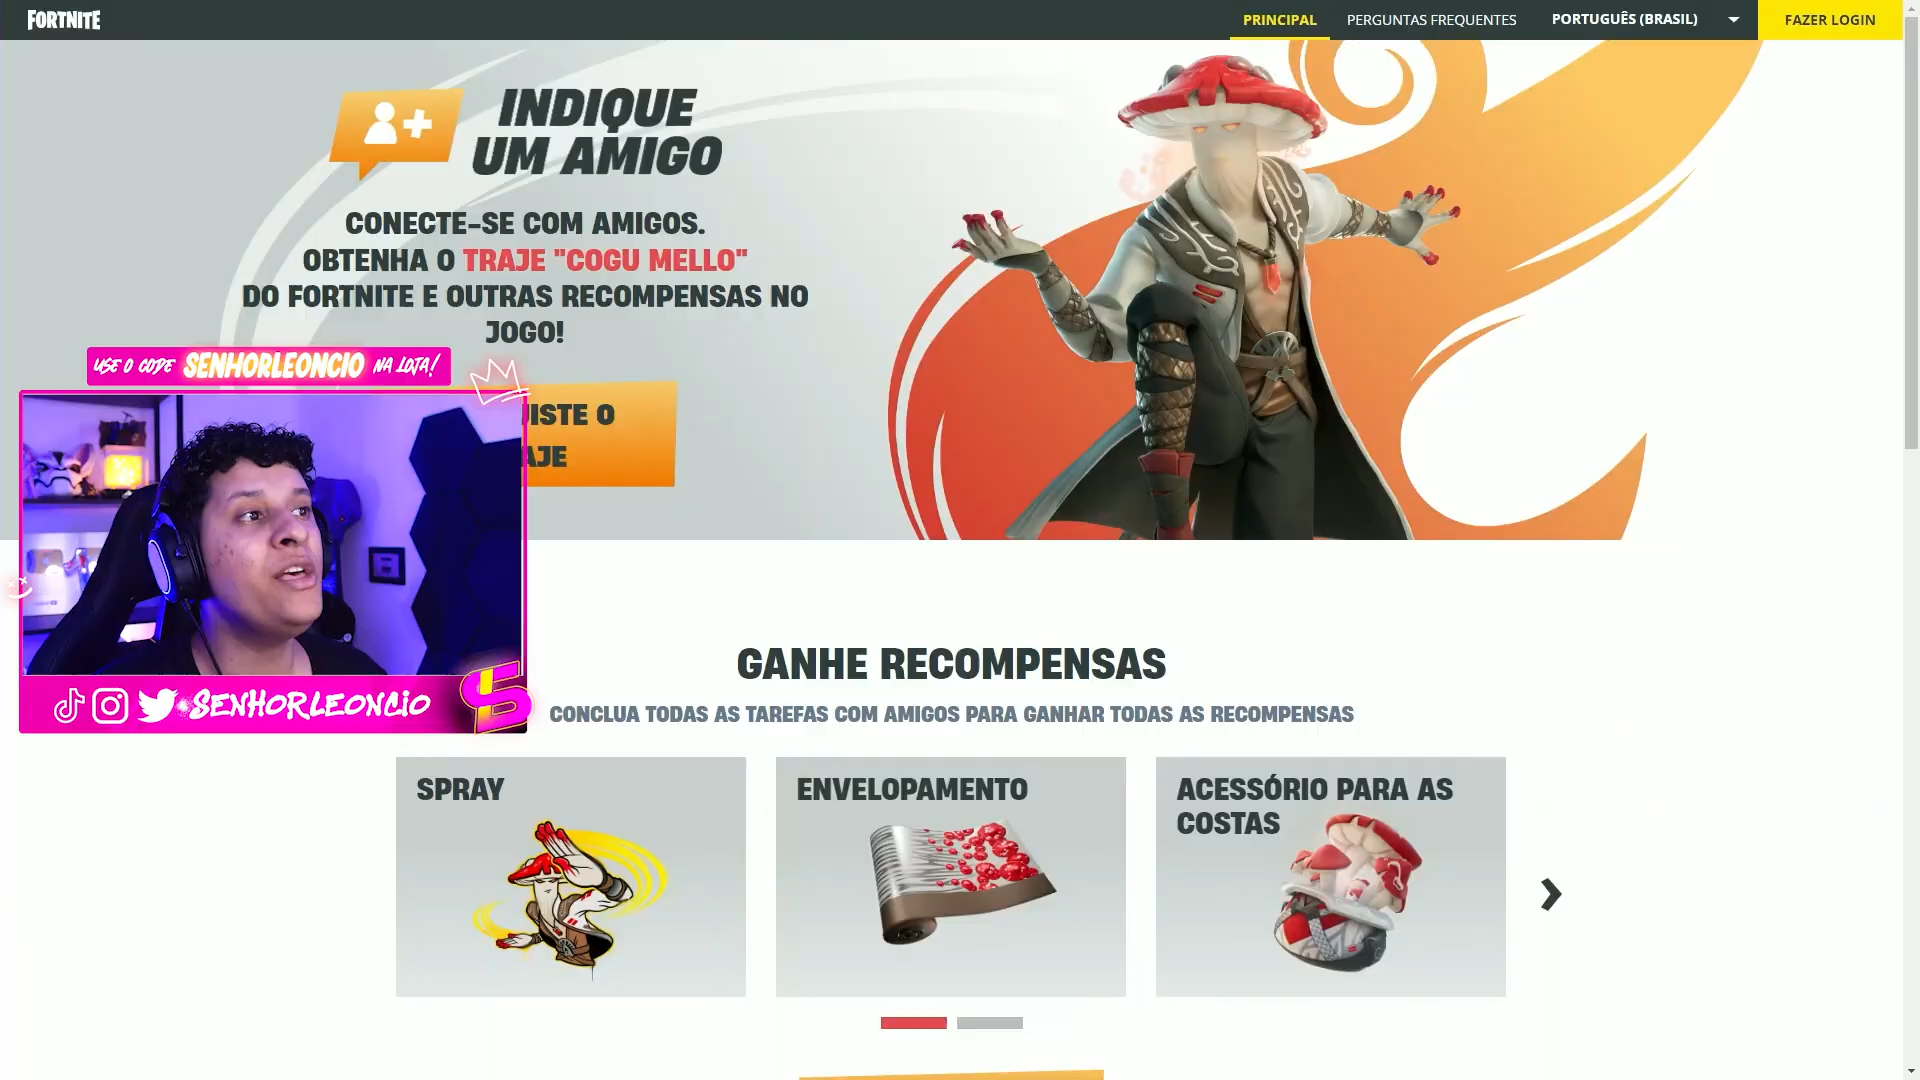 FORTNITE
PRINCIPAL
PERGUNTAS FREQUENTES
PORTUGUÊS (BRASIL)
FAZER LOGIN
INDIQUE
UM AMIGO
CONECTE-SE COM AMIGOS.
OBTENHA O TRAJE "COGU MELLO"
DO FORTNITE E OUTRAS RECOMPENSAS NO
JOGO!
USE O CODE SENHORLEONCIO NA LOJA!
ISTE O
AJE
SENHORLEONCIO
GANHE RECOMPENSAS
CONCLUA TODAS AS TAREFAS COM AMIGOS PARA GANHAR TODAS AS RECOMPENSAS
SPRAY
ENVELOPAMENTO
ACESSÓRIO PARA AS
COSTAS